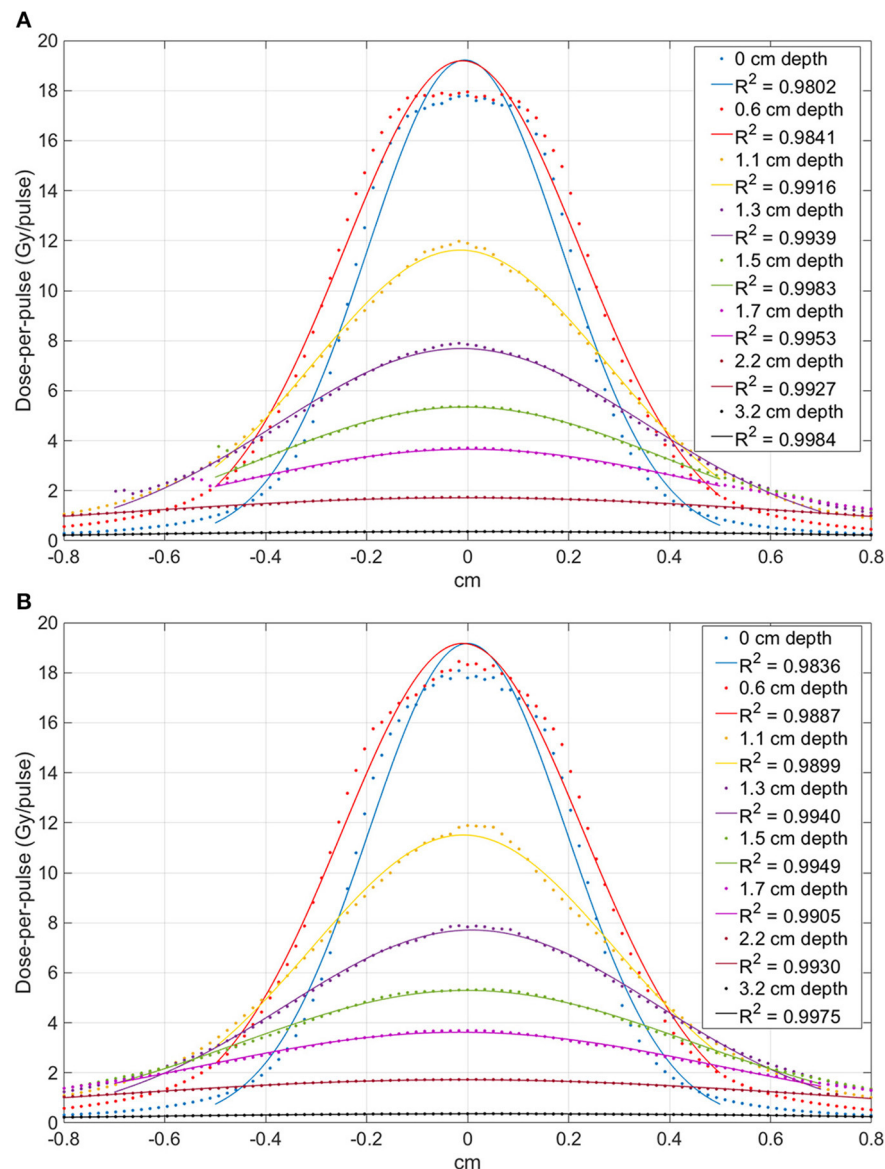 A
20
18
16
14
12
10
8
6
4
2
0
Dose-per-pulse (Gy/pulse)
-0.8 -0.6 -0.4 -0.2 0 0.2 0.4 0.6 0.8
cm
0 cm depth
R² = 0.9802
0.6 cm depth
R² = 0.9841
1.1 cm depth
R² = 0.9916
1.3 cm depth
R² = 0.9939
1.5 cm depth
R² = 0.9983
1.7 cm depth
R² = 0.9953
2.2 cm depth
R² = 0.9927
3.2 cm depth
R² = 0.9984
B
20
18
16
14
12
10
8
6
4
2
0
Dose-per-pulse (Gy/pulse)
-0.8 -0.6 -0.4 -0.2 0 0.2 0.4 0.6 0.8
cm
0 cm depth
R² = 0.9836
0.6 cm depth
R² = 0.9887
1.1 cm depth
R² = 0.9899
1.3 cm depth
R² = 0.9940
1.5 cm depth
R² = 0.9949
1.7 cm depth
R² = 0.9905
2.2 cm depth
R² = 0.9930
3.2 cm depth
R² = 0.9975